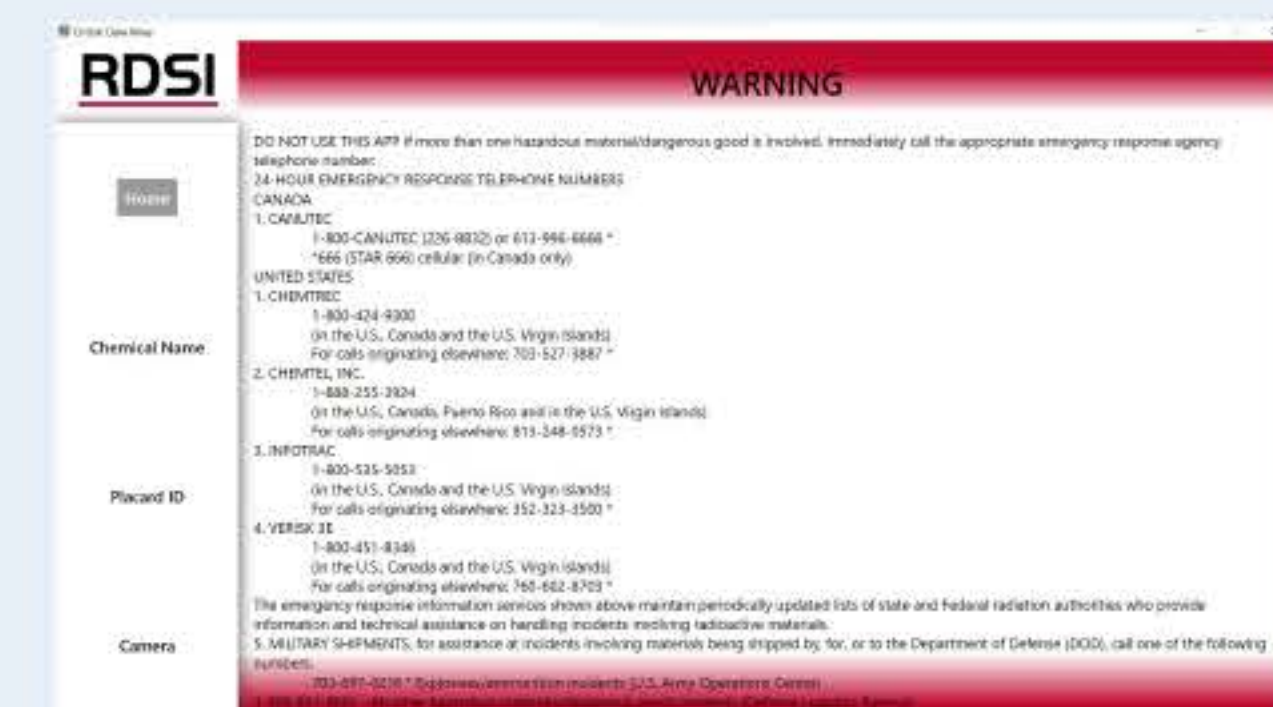 RDSI
WARNING
Home
Chemical Name
Placard ID
Camera
DO NOT USE THIS APP if more than one hazardous material/dangerous good is involved. Immediately call the appropriate emergency response agency
telephone number:
24-HOUR EMERGENCY RESPONSE TELEPHONE NUMBERS
CANADA
1. CANUTEC
1-800-CANUTEC (226-8832) or 613-996-6666 *
*666 (STAR 666) cellular (in Canada only)
UNITED STATES
1. CHEMTREC
1-800-424-9300
(in the U.S., Canada and the U.S. Virgin Islands)
For calls originating elsewhere: 703-527-3887 *
2. CHEMTEL, INC.
1-888-255-3924
(in the U.S., Canada, Puerto Rico and in the U.S. Virgin Islands)
For calls originating elsewhere: 813-248-0573 *
3. INFOTRAC
1-800-535-5053
(in the U.S., Canada and the U.S. Virgin Islands)
For calls originating elsewhere: 352-323-3500 *
4. VERISK 3E
1-800-451-8346
(in the U.S., Canada and the U.S. Virgin Islands)
For calls originating elsewhere: 760-602-8703 *
The emergency response information services shown above maintain periodically updated lists of state and Federal radiation authorities who provide
information and technical assistance on handling incidents involving radioactive materials.
5. MILITARY SHIPMENTS, for assistance at incidents involving materials being shipped by, for, or to the Department of Defense (DOD), call one of the following
numbers.
* Explosives/ammunition incidents (U.S. Army Operations Center)